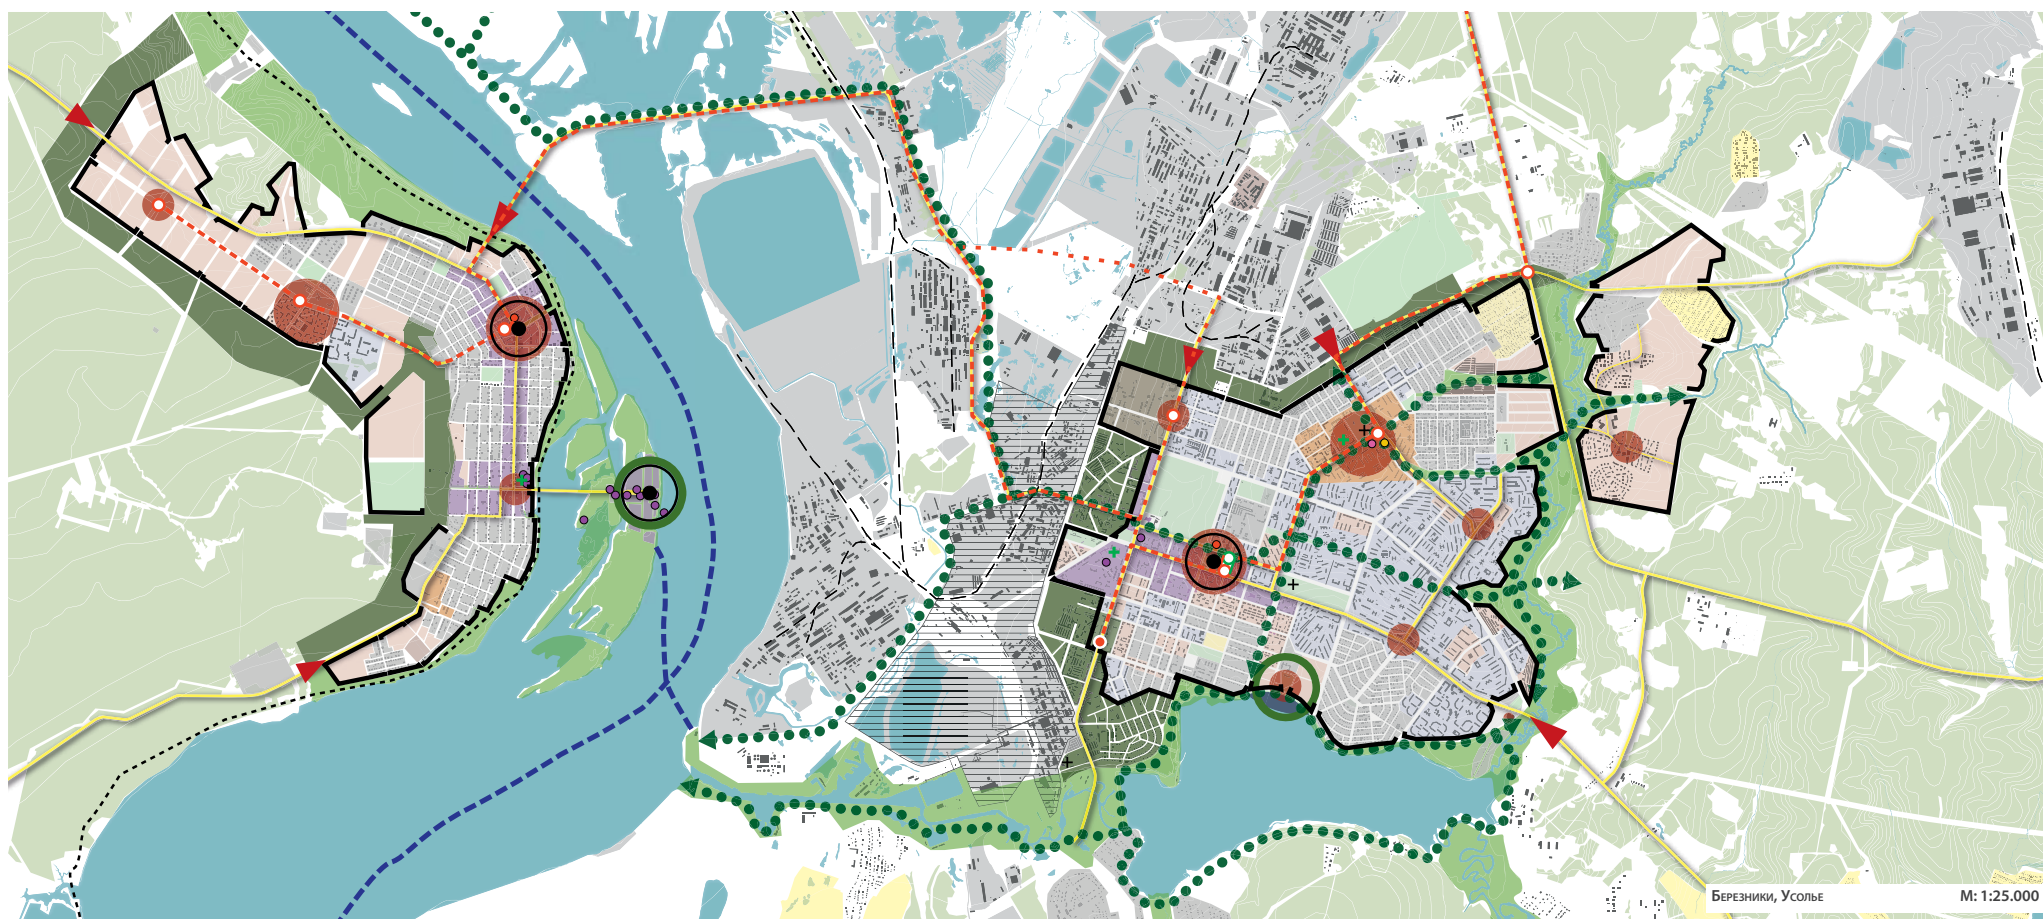 Березники, Усолье М: 1:25.000